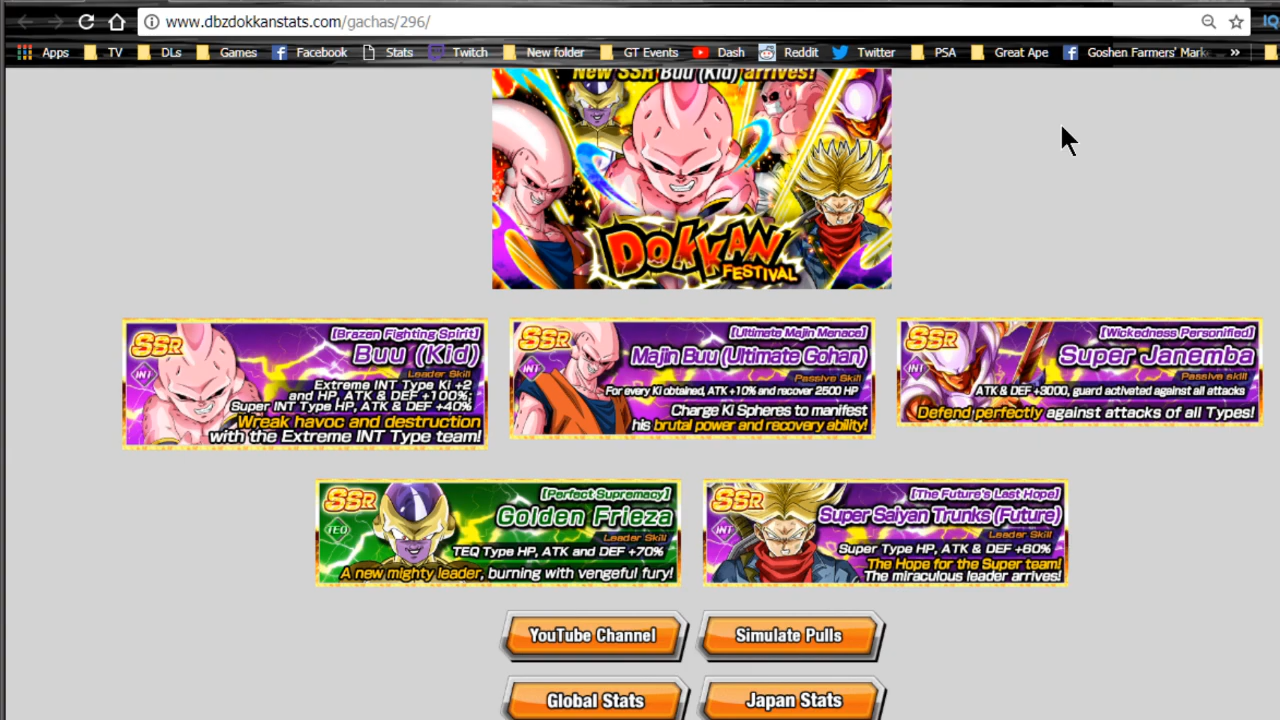 www.dbzdokkanstats.com/gachas/296/
IQ
Apps TV DLs Games Facebook Stats Twitch New folder GT Events Dash Reddit Twitter PSA Great Ape Goshen Farmers' Mark »
New SSR Buu (Kid) arrives!
DOKKAN
FESTIVAL
SSR
INT
[Brazen Fighting Spirit]
Buu (Kid)
Leader Skill
Extreme INT Type Ki +2
and HP, ATK & DEF +100%;
Super INT Type HP, ATK & DEF +40%
Wreak havoc and destruction
with the Extreme INT Type team!
SSR
INT
[Ultimate Majin Menace]
Majin Buu (Ultimate Gohan)
Passive Skill
For every Ki obtained, ATK +10% and recover 2500 HP
Charge Ki Spheres to manifest
his brutal power and recovery ability!
SSR
INT
[Wickedness Personified]
Super Janemba
Passive skill
ATK & DEF +3000, guard activated against all attacks
Defend perfectly against attacks of all Types!
SSR
TEQ
[Perfect Supremacy]
Golden Frieza
Leader Skill
TEQ Type HP, ATK and DEF +70%
A new mighty leader, burning with vengeful fury!
SSR
INT
[The Future's Last Hope]
Super Saiyan Trunks (Future)
Leader Skill
Super Type HP, ATK & DEF +60%
The Hope for the Super team!
The miraculous leader arrives!
YouTube Channel
Simulate Pulls
Global Stats
Japan Stats